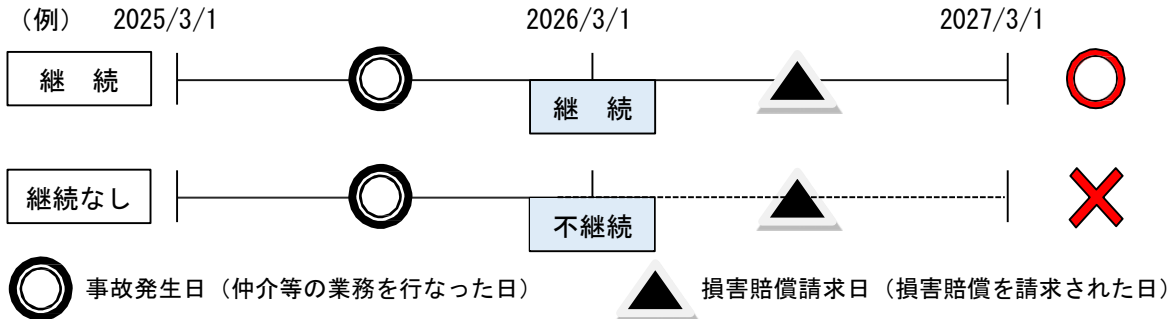 （例） 2025/3/1 2026/3/1 2027/3/1
継 続
継 続
継続なし
不継続
事故発生日（仲介等の業務を行なった日） 損害賠償請求日（損害賠償を請求された日）